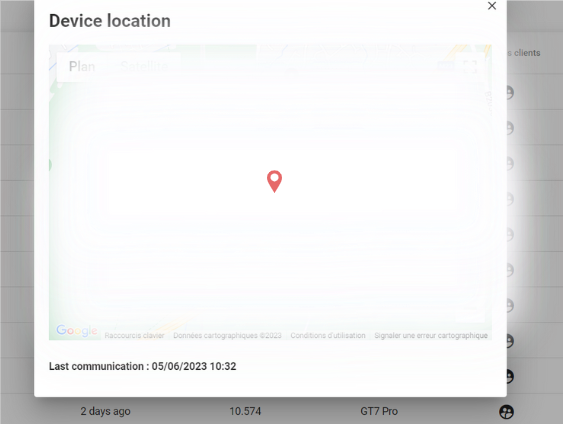 ×
Device location
s clients
Plan
Google
Raccourcis clavier
Données cartographiques ©2023
Conditions d'utilisation
Signaler une erreur cartographique
Last communication : 05/06/2023 10:32
2 days ago
10.574
GT7 Pro